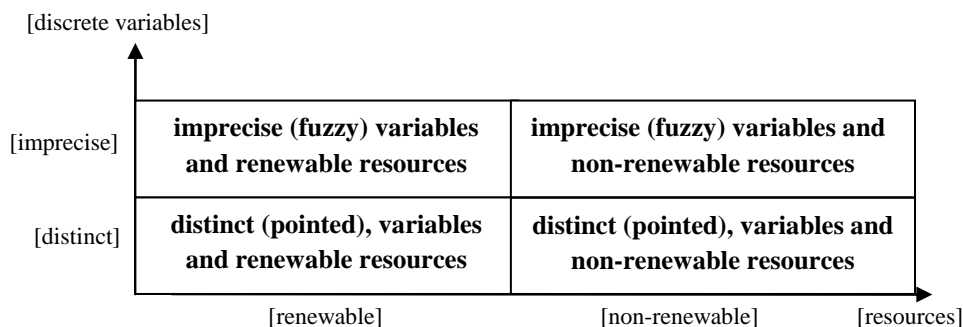 [discrete variables]
[imprecise]
imprecise (fuzzy) variables
and renewable resources
imprecise (fuzzy) variables and
non-renewable resources
[distinct]
distinct (pointed), variables
and renewable resources
distinct (pointed), variables and
non-renewable resources
[renewable]
[non-renewable]
[resources]